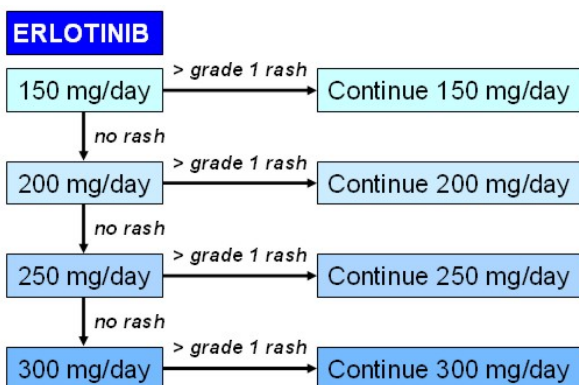 ERLOTINIB
150 mg/day > grade 1 rash Continue 150 mg/day
no rash
200 mg/day > grade 1 rash Continue 200 mg/day
no rash
250 mg/day > grade 1 rash Continue 250 mg/day
no rash
300 mg/day > grade 1 rash Continue 300 mg/day